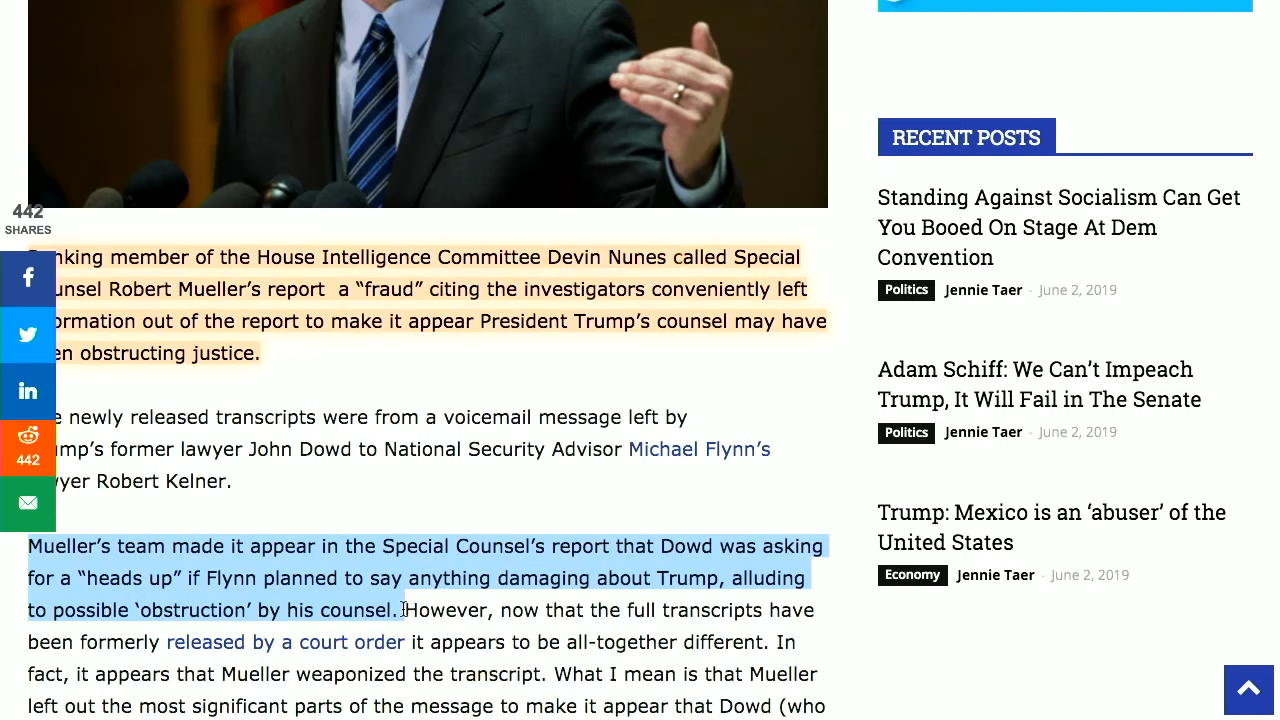 442
SHARES
442
nking member of the House Intelligence Committee Devin Nunes called Special
unsel Robert Mueller’s report a “fraud” citing the investigators conveniently left
ormation out of the report to make it appear President Trump’s counsel may have
en obstructing justice.
e newly released transcripts were from a voicemail message left by
ump’s former lawyer John Dowd to National Security Advisor Michael Flynn’s
yer Robert Kelner.
Mueller’s team made it appear in the Special Counsel’s report that Dowd was asking
for a “heads up” if Flynn planned to say anything damaging about Trump, alluding
to possible ‘obstruction’ by his counsel. However, now that the full transcripts have
been formerly released by a court order it appears to be all-together different. In
fact, it appears that Mueller weaponized the transcript. What I mean is that Mueller
left out the most significant parts of the message to make it appear that Dowd (who
RECENT POSTS
Standing Against Socialism Can Get
You Booed On Stage At Dem
Convention
Politics Jennie Taer - June 2, 2019
Adam Schiff: We Can’t Impeach
Trump, It Will Fail in The Senate
Politics Jennie Taer - June 2, 2019
Trump: Mexico is an ‘abuser’ of the
United States
Economy Jennie Taer - June 2, 2019